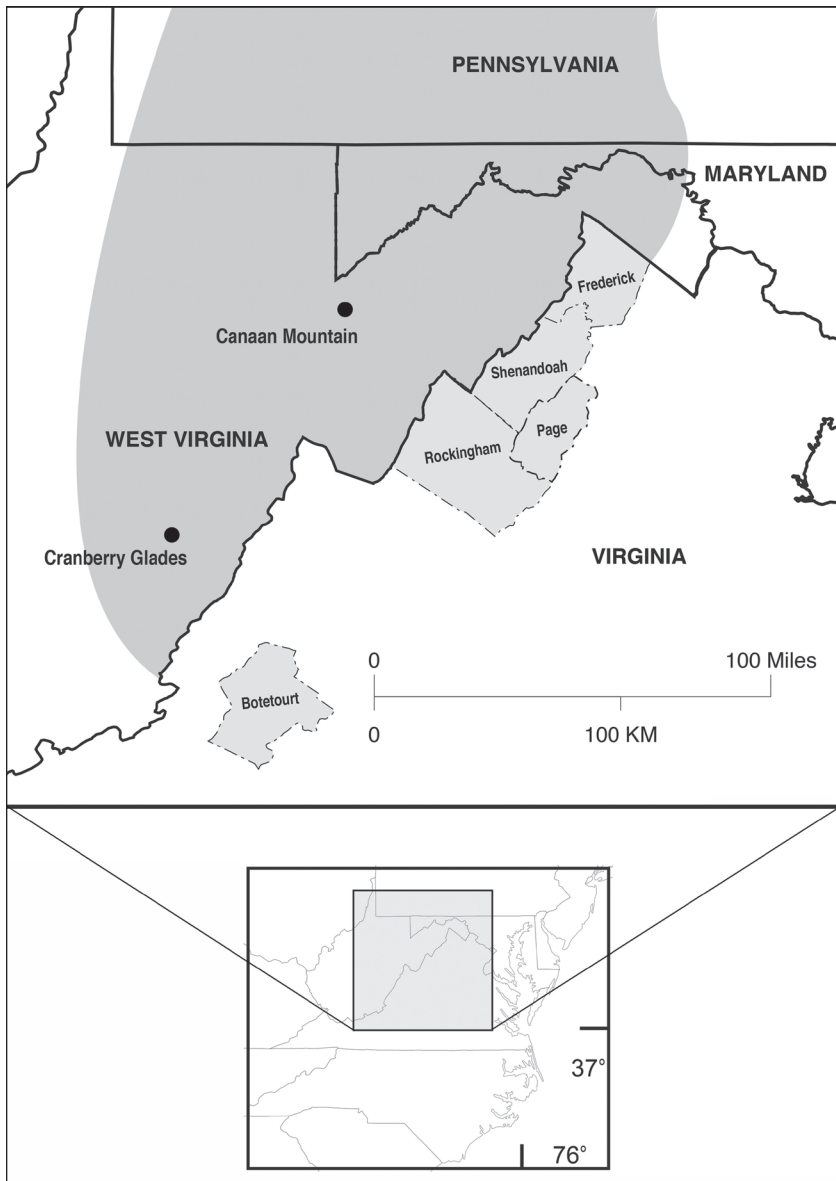 PENNSYLVANIA
MARYLAND
Frederick
Canaan Mountain
Shenandoah
Page
WEST VIRGINIA
Rockingham
Cranberry Glades
VIRGINIA
0 100 Miles
Botetourt
0 100 KM
37°
76°